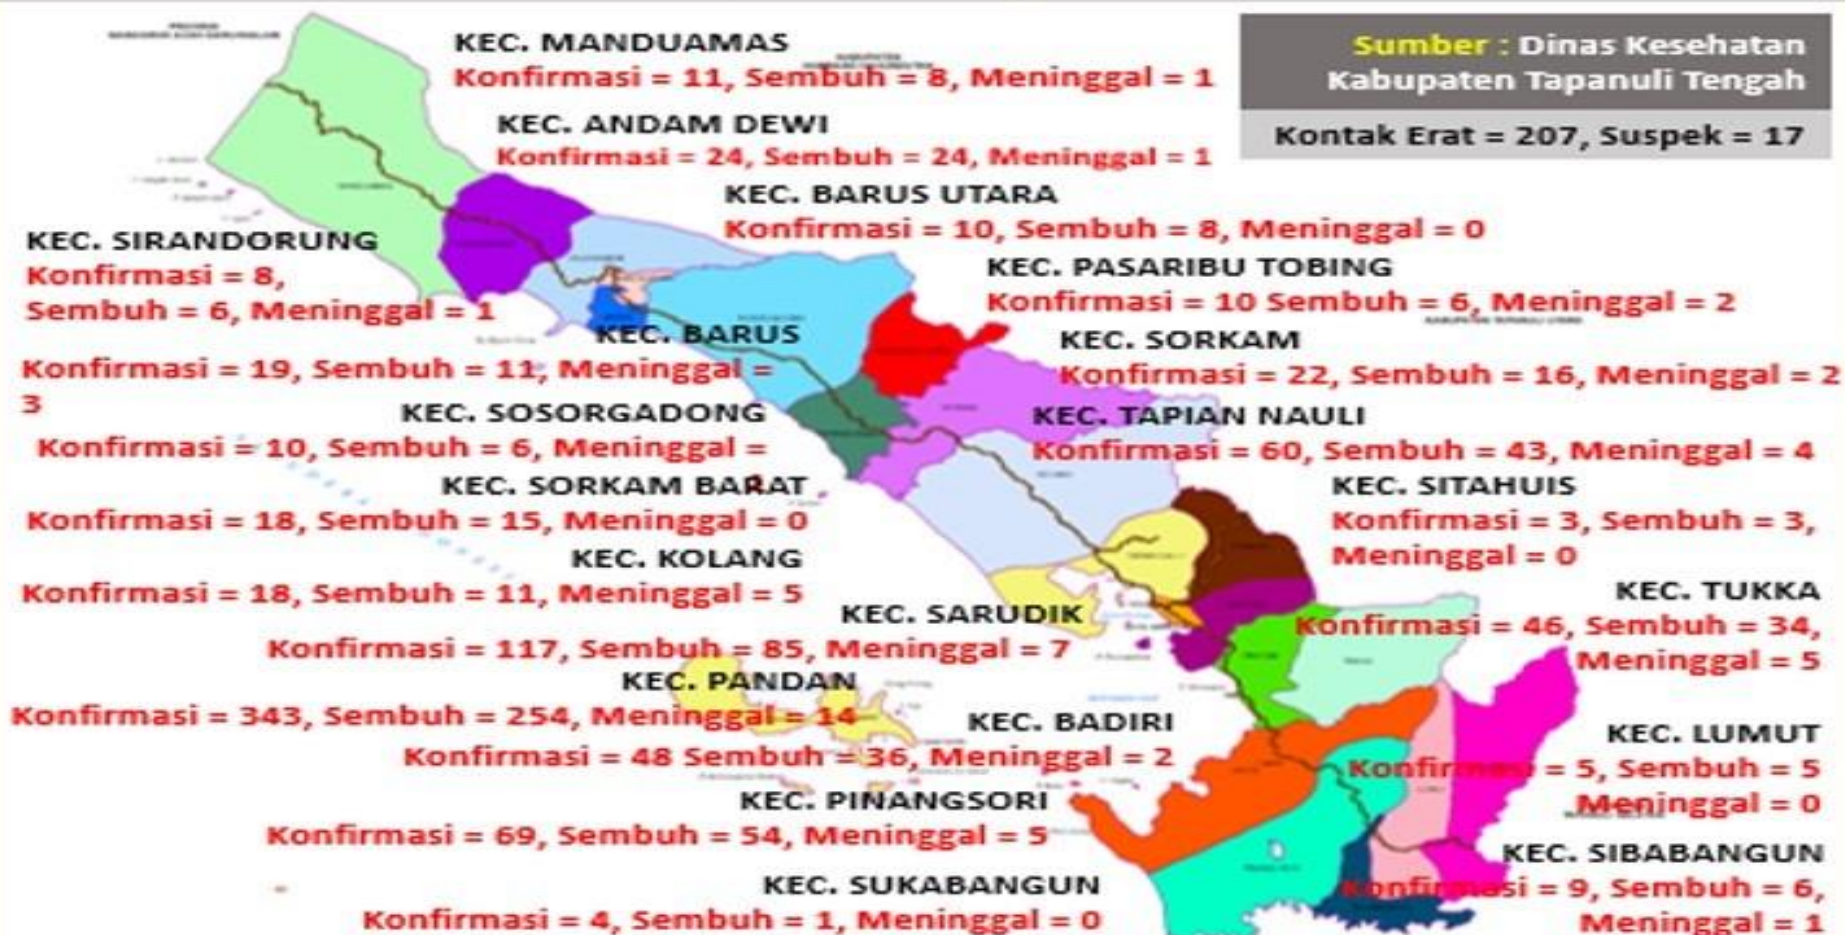 KEC. MANDUAMAS
Konfirmasi = 11, Sembuh = 8, Meninggal = 1
Sumber : Dinas Kesehatan
Kabupaten Tapanuli Tengah
Kontak Erat = 207, Suspek = 17
KEC. ANDAM DEWI
Konfirmasi = 24, Sembuh = 24, Meninggal = 1
KEC. BARUS UTARA
Konfirmasi = 10, Sembuh = 8, Meninggal = 0
KEC. SIRANDORUNG
Konfirmasi = 8,
Sembuh = 6, Meninggal = 1
KEC. PASARIBU TOBING
Konfirmasi = 10 Sembuh = 6, Meninggal = 2
KEC. BARUS
Konfirmasi = 19, Sembuh = 11, Meninggal =
3
KEC. SORKAM
Konfirmasi = 22, Sembuh = 16, Meninggal = 2
KEC. SOSORGADONG
Konfirmasi = 10, Sembuh = 6, Meninggal =
KEC. TAPIAN NAULI
Konfirmasi = 60, Sembuh = 43, Meninggal = 4
KEC. SORKAM BARAT
Konfirmasi = 18, Sembuh = 15, Meninggal = 0
KEC. SITAHUIS
Konfirmasi = 3, Sembuh = 3,
Meninggal = 0
KEC. KOLANG
Konfirmasi = 18, Sembuh = 11, Meninggal = 5
KEC. TUKKA
Konfirmasi = 46, Sembuh = 34,
Meninggal = 5
KEC. SARUDIK
Konfirmasi = 117, Sembuh = 85, Meninggal = 7
KEC. PANDAN
Konfirmasi = 343, Sembuh = 254, Meninggal = 14
KEC. BADIRI
Konfirmasi = 48 Sembuh = 36, Meninggal = 2
KEC. LUMUT
Konfirmasi = 5, Sembuh = 5
Meninggal = 0
KEC. PINANGSORI
Konfirmasi = 69, Sembuh = 54, Meninggal = 5
KEC. SIBABANGUN
Konfirmasi = 9, Sembuh = 6,
Meninggal = 1
KEC. SUKABANGUN
Konfirmasi = 4, Sembuh = 1, Meninggal = 0